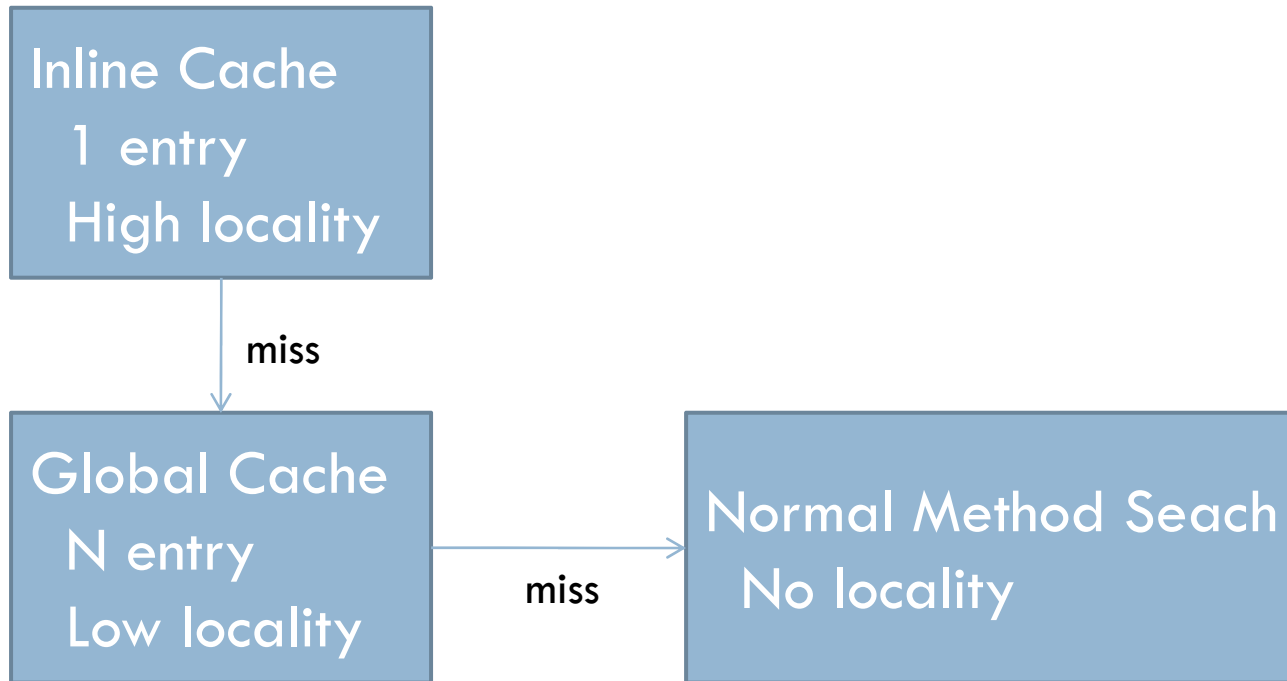 Inline Cache
1 entry
High locality
miss
Global Cache
N entry
Low locality
miss
Normal Method Seach
No locality